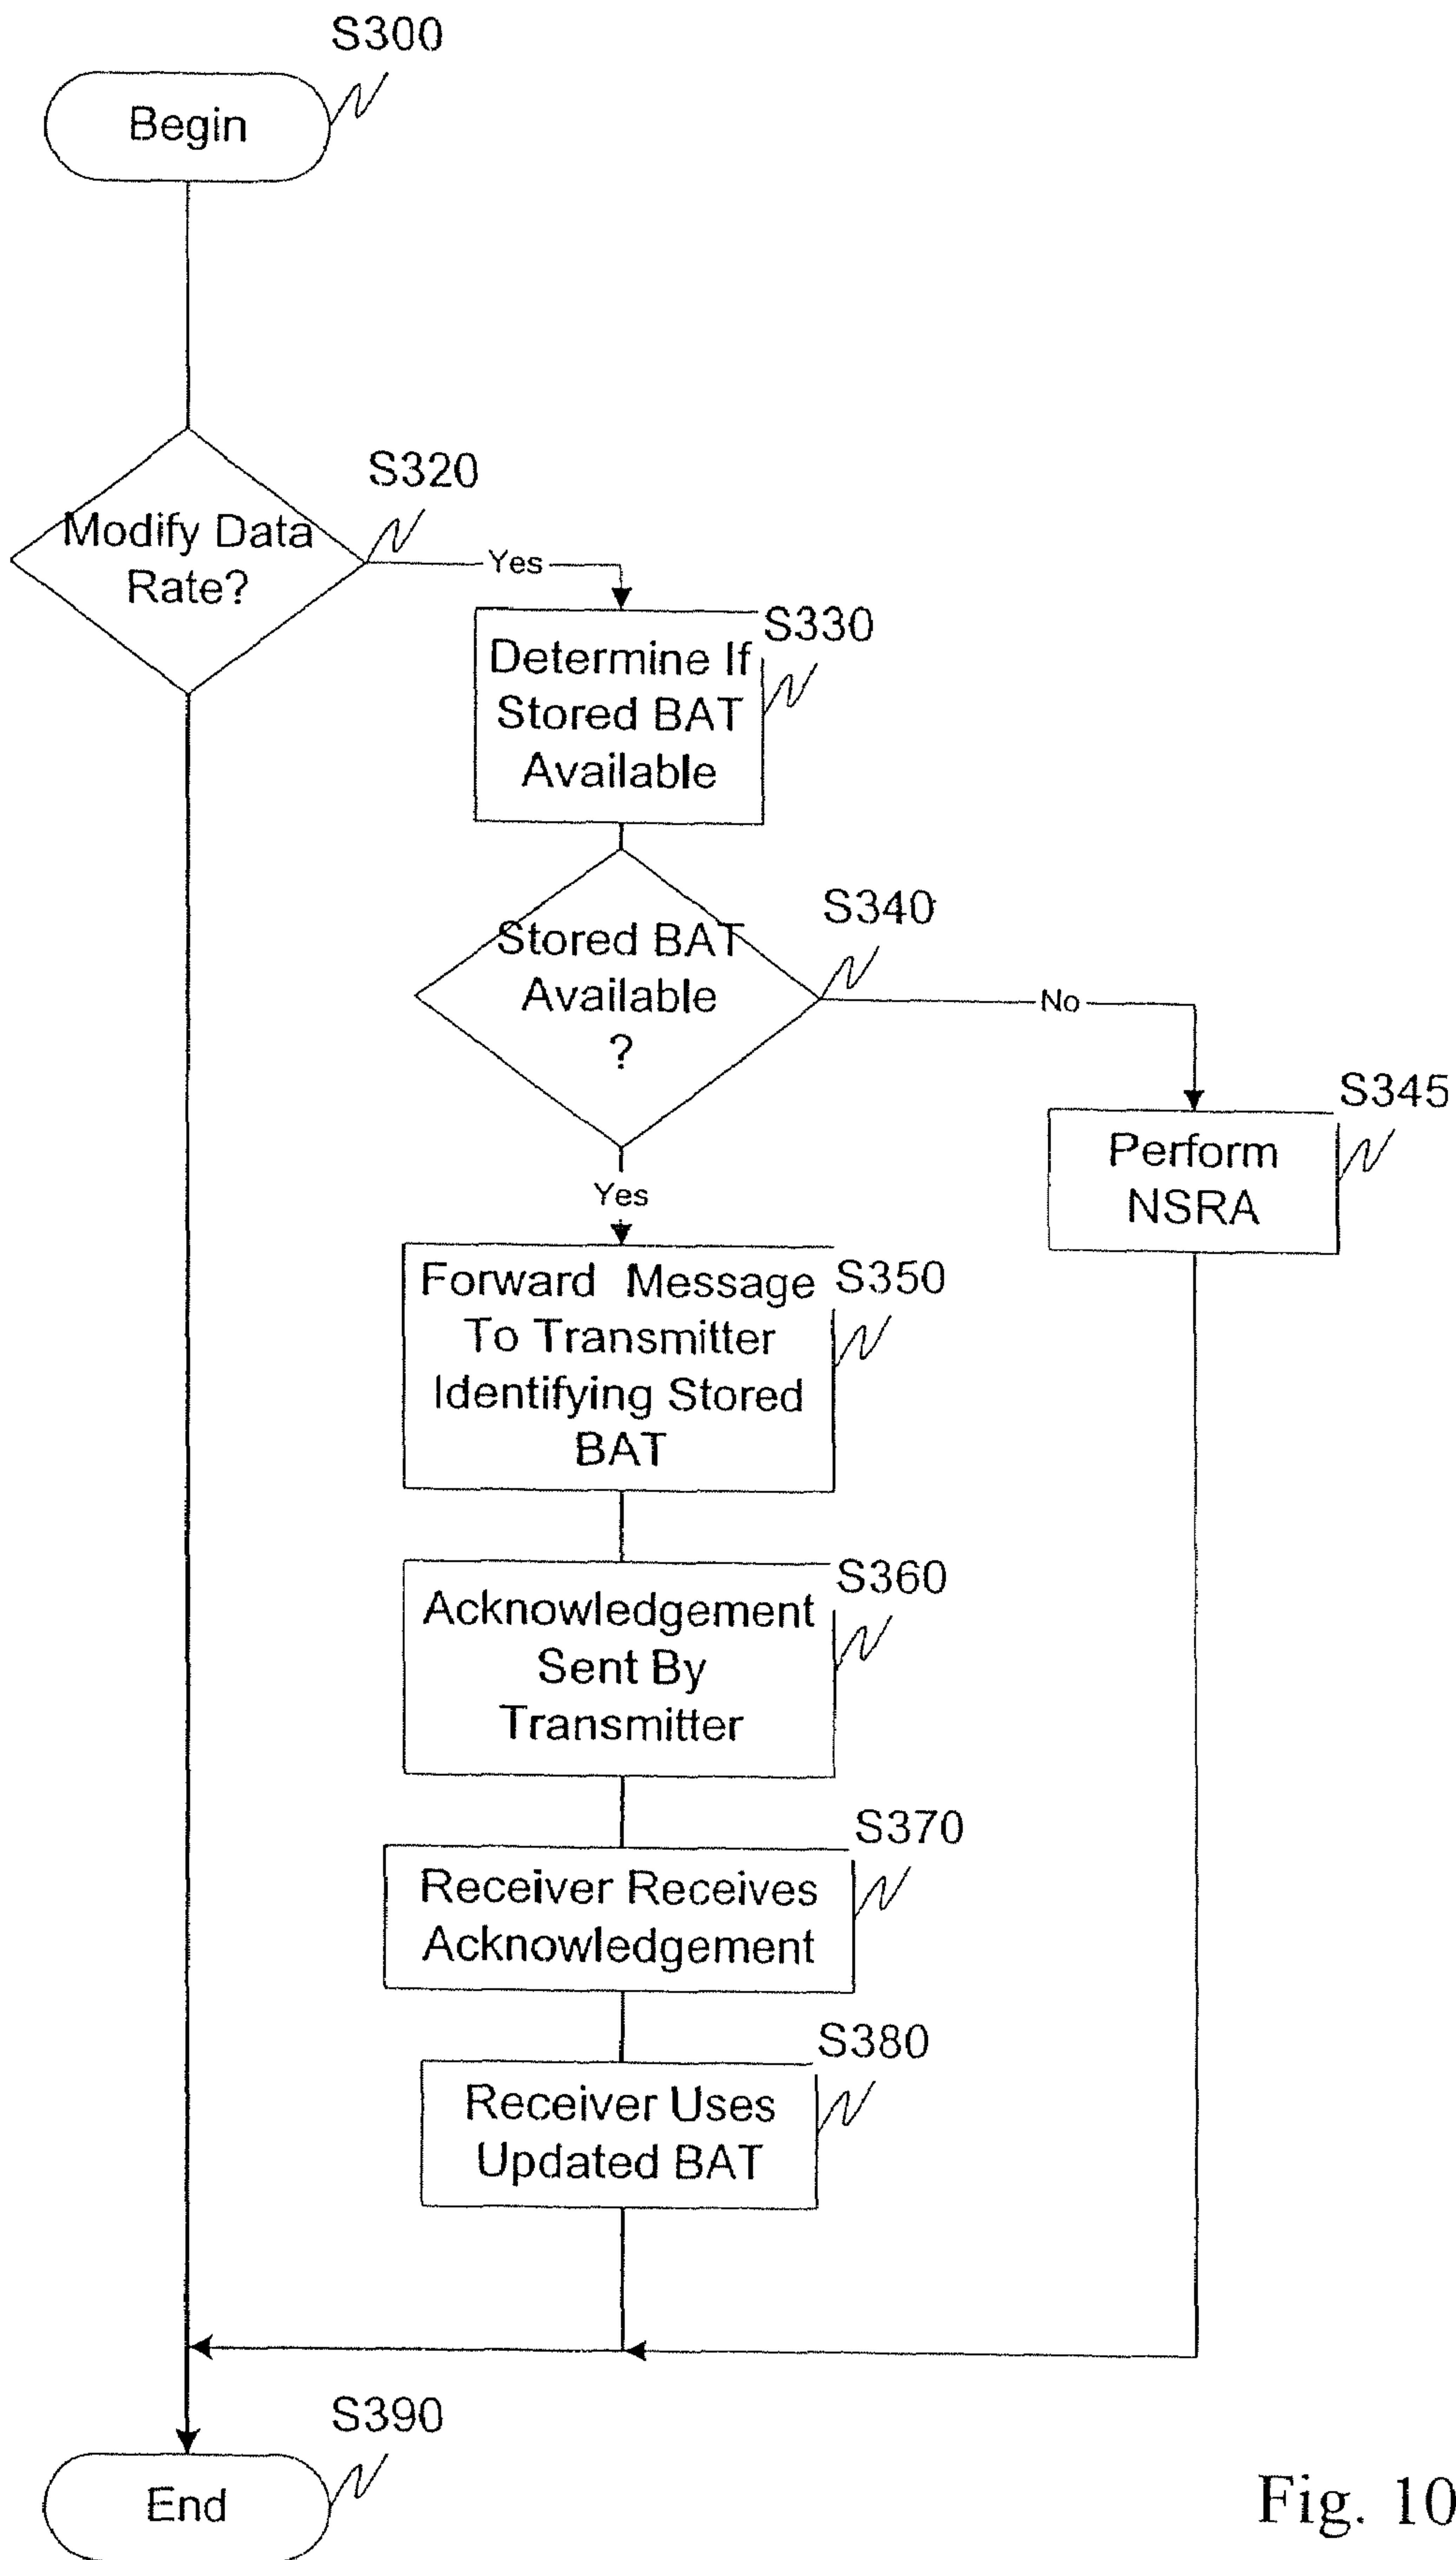 S300
Begin
S320
Modify Data
Rate?
Yes
S330
Determine If
Stored BAT
Available
S340
Stored BAT
Available
?
No
S345
Perform
NSRA
Yes
S350
Forward Message
To Transmitter
Identifying Stored
BAT
S360
Acknowledgement
Sent By
Transmitter
S370
Receiver Receives
Acknowledgement
S380
Receiver Uses
Updated BAT
S390
End
Fig. 10